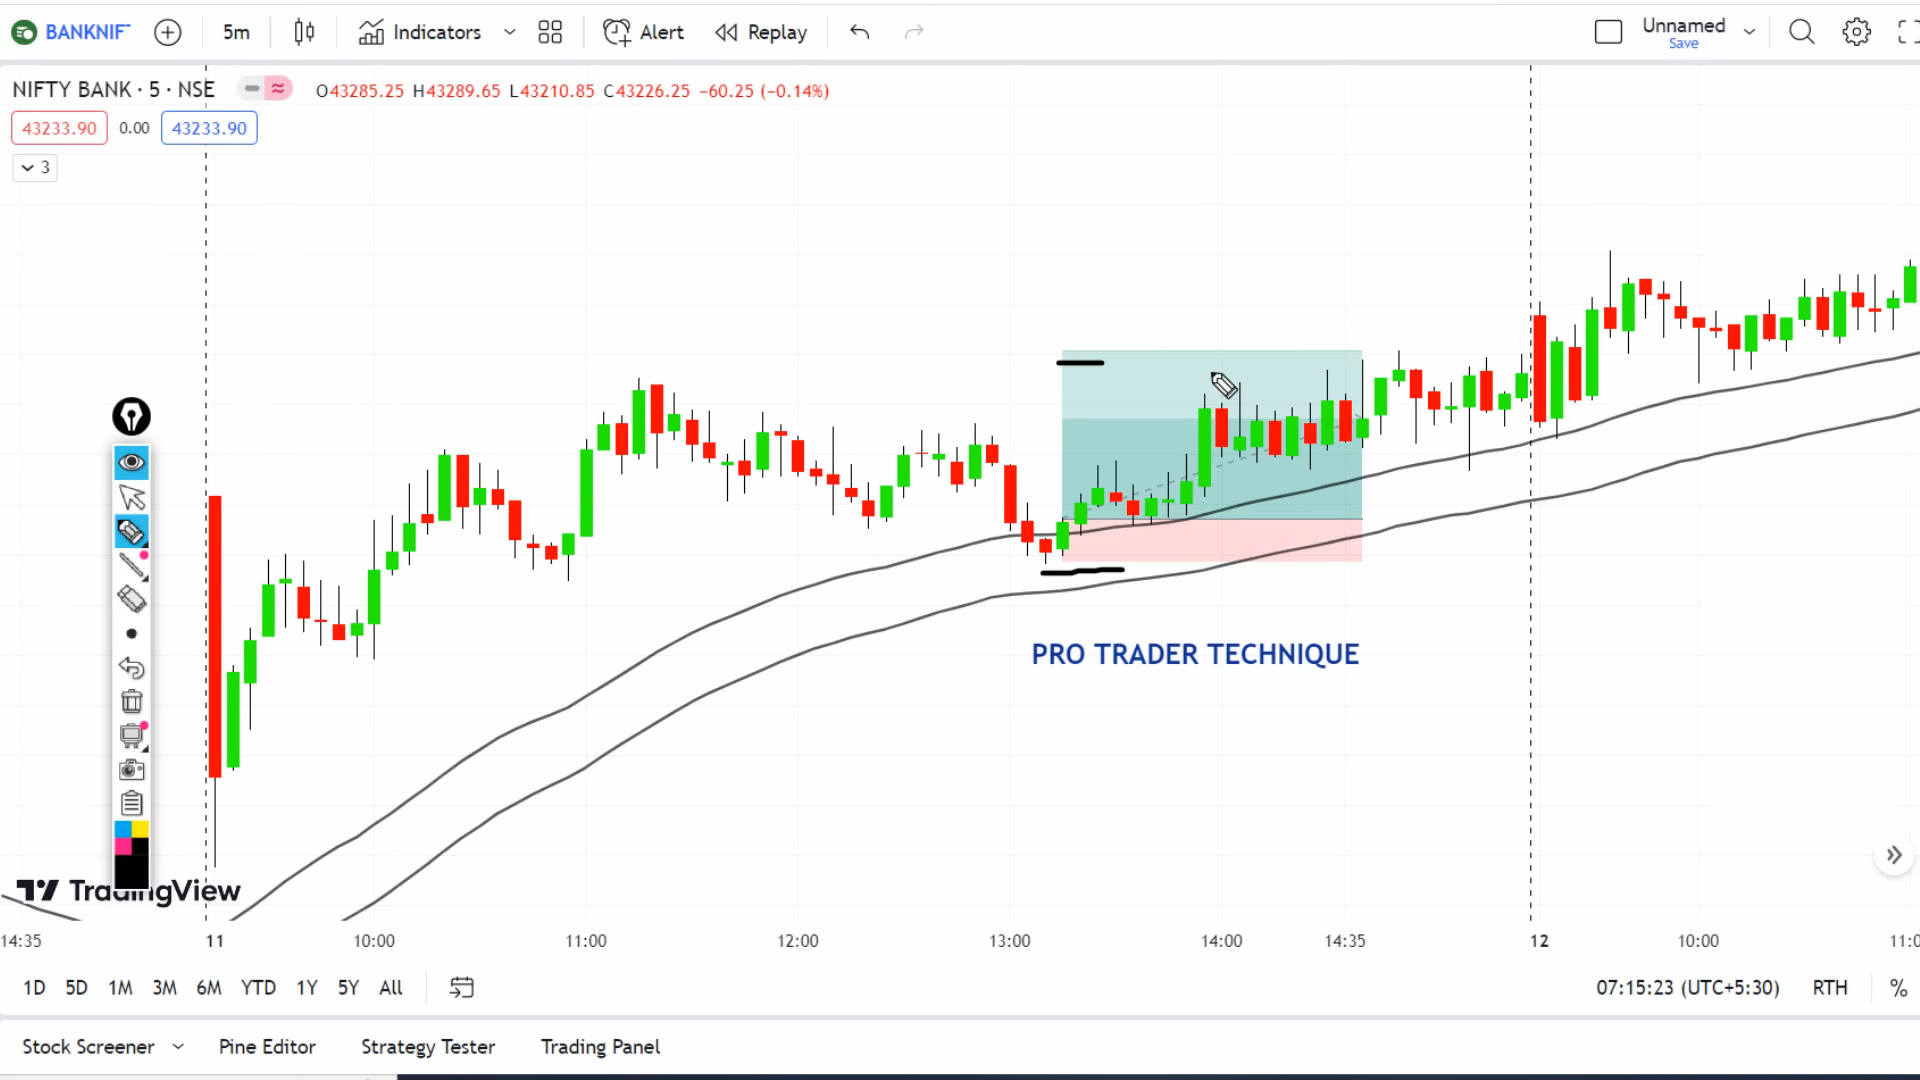 BANKNIFT
5m
Indicators
Alert
Replay
Unnamed
Save
NIFTY BANK · 5 · NSE
O43285.25 H43289.65 L43210.85 C43226.25 −60.25 (−0.14%)
43233.90 0.00 43233.90
3
PRO TRADER TECHNIQUE
TradingView
14:35 11 10:00 11:00 12:00 13:00 14:00 14:35 12 10:00 11:0
1D 5D 1M 3M 6M YTD 1Y 5Y All
07:15:23 (UTC+5:30) RTH %
Stock Screener Pine Editor Strategy Tester Trading Panel